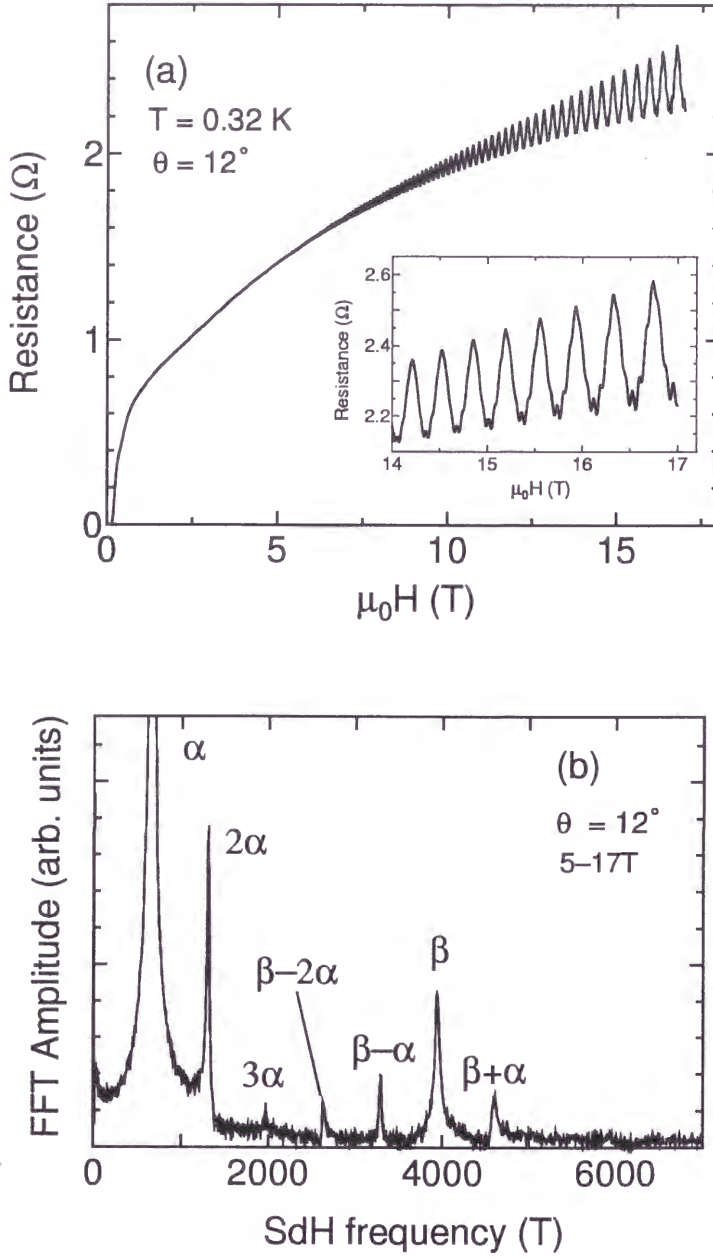 (a)
T = 0.32 K
θ = 12°
Resistance (Ω)
2
1
0
0 5 10 15
μ₀H (T)
Resistance (Ω)
2.6
2.4
2.2
14 15 16 17
μ₀H (T)
(b)
θ = 12°
5–17T
FFT Amplitude (arb. units)
α
2α
3α
β–2α
β–α
β
β+α
0 2000 4000 6000
SdH frequency (T)